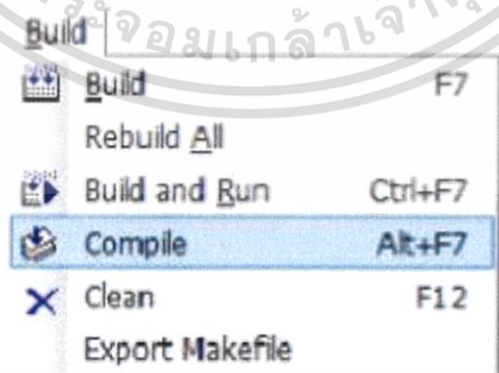 Build
Build F7
Rebuild All
Build and Run Ctrl+F7
Compile Alt+F7
Clean F12
Export Makefile